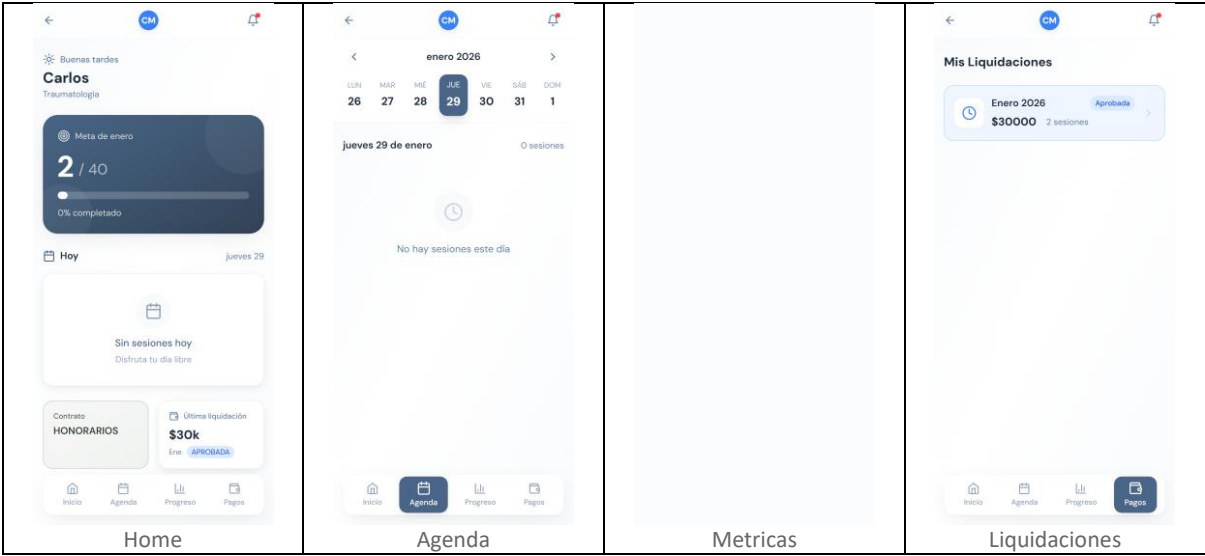 CM
Buenas tardes
Carlos
Traumatología
Meta de enero
2 / 40
0% completado
Hoy
jueves 29
Sin sesiones hoy
Disfruta tu día libre
Contrato
HONORARIOS
Última liquidación
$30k
Ene APROBADA
Inicio Agenda Progreso Pagos
Home
CM
enero 2026
LUN MAR MIÉ JUE VIE SÁB DOM
26 27 28 29 30 31 1
jueves 29 de enero
0 sesiones
No hay sesiones este día
Inicio Agenda Progreso Pagos
Agenda
Metricas
CM
Mis Liquidaciones
Enero 2026 Aprobada
$30000 2 sesiones
Inicio Agenda Progreso Pagos
Liquidaciones